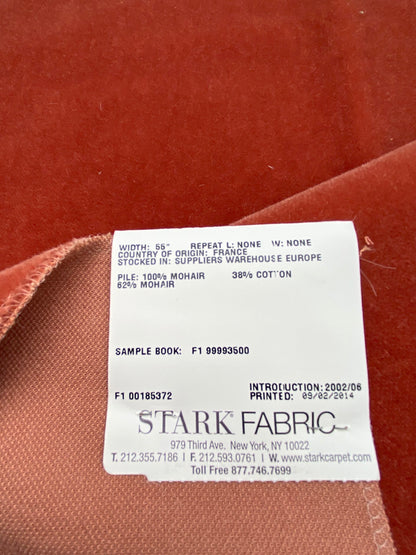 WIDTH: 56" REPEAT L: NONE W: NONE
COUNTRY OF ORIGIN: FRANCE
STOCKED IN: SUPPLIERS WAREHOUSE EUROPE
PILE: 100% MOHAIR 38% COTTON
62% MOHAIR
SAMPLE BOOK: F1 99993500
INTRODUCTION: 2002/06
F1 00185372 PRINTED: 09/02/2014
STARK® FABRIC
979 Third Ave. New York, NY 10022
T. 212.355.7186 | F. 212.593.0761 | W. www.starkcarpet.com
Toll Free 877.746.7699